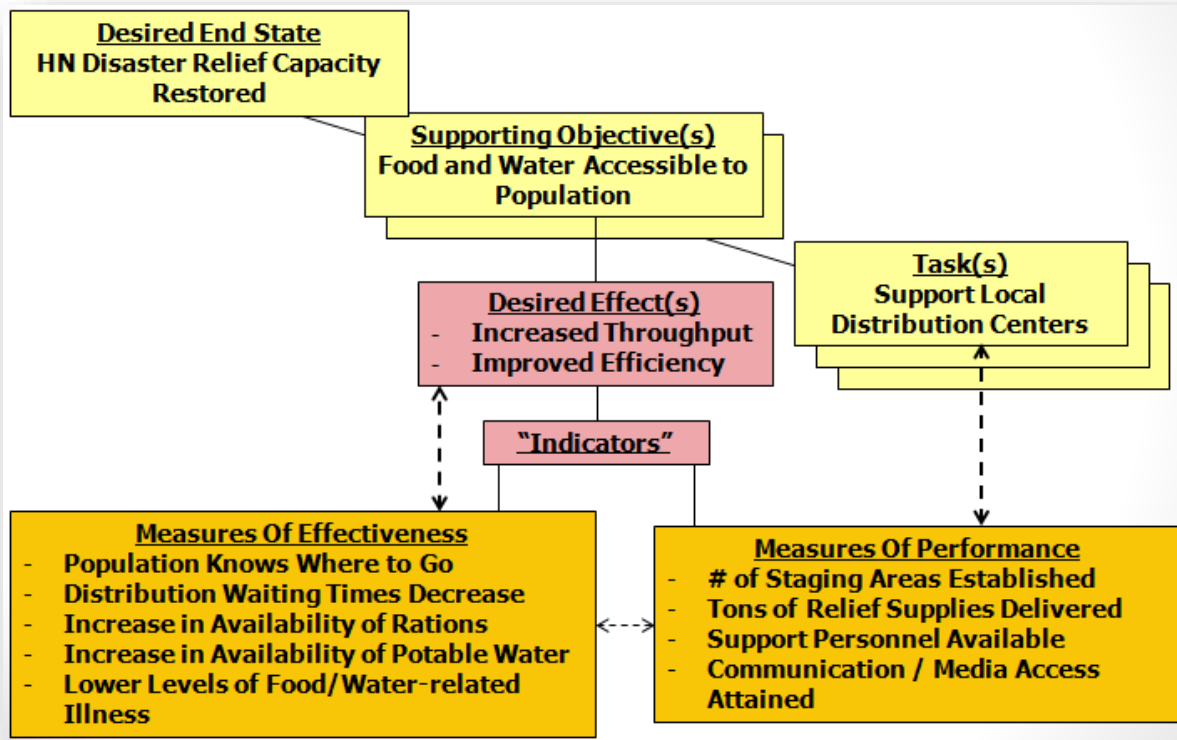 Desired End State
HN Disaster Relief Capacity
Restored
Supporting Objective(s)
Food and Water Accessible to
Population
Task(s)
Support Local
Distribution Centers
Desired Effect(s)
- Increased Throughput
- Improved Efficiency
“Indicators”
Measures Of Effectiveness
- Population Knows Where to Go
- Distribution Waiting Times Decrease
- Increase in Availability of Rations
- Increase in Availability of Potable Water
- Lower Levels of Food/Water-related
Illness
Measures Of Performance
- # of Staging Areas Established
- Tons of Relief Supplies Delivered
- Support Personnel Available
- Communication / Media Access
Attained